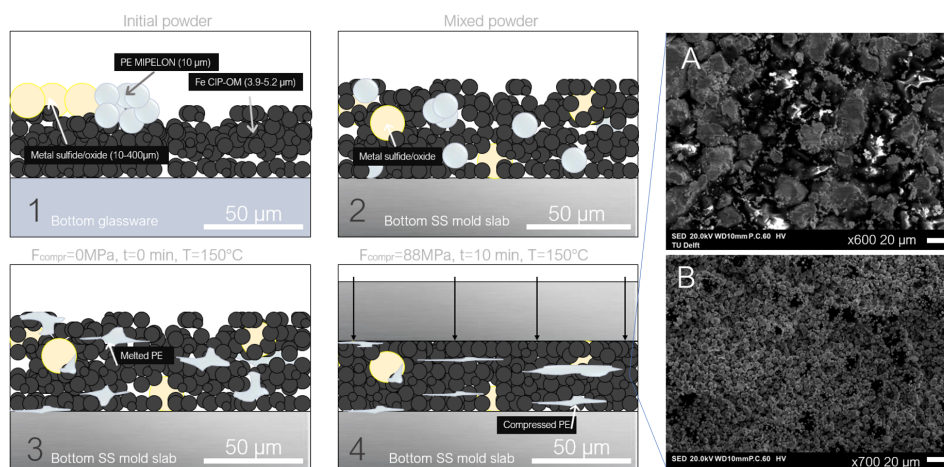 Initial powder
PE MIPELON (10 µm)
Fe CIP-OM (3.9-5.2 µm)
Metal sulfide/oxide (10-400µm)
1
Bottom glassware
50 µm
Mixed powder
Metal sulfide/oxide
2
Bottom SS mold slab
50 µm
Fcompr=0MPa, t=0 min, T=150°C
Melted PE
3
Bottom SS mold slab
50 µm
Fcompr=88MPa, t=10 min, T=150°C
Compressed PE
4
Bottom SS mold slab
50 µm
A
SED 20.0kV WD10mmP.C.60 HV
TU Delft
x600 20 µm
B
SED 20.0kV WD10mmP.C.60 HV
x700 20 µm